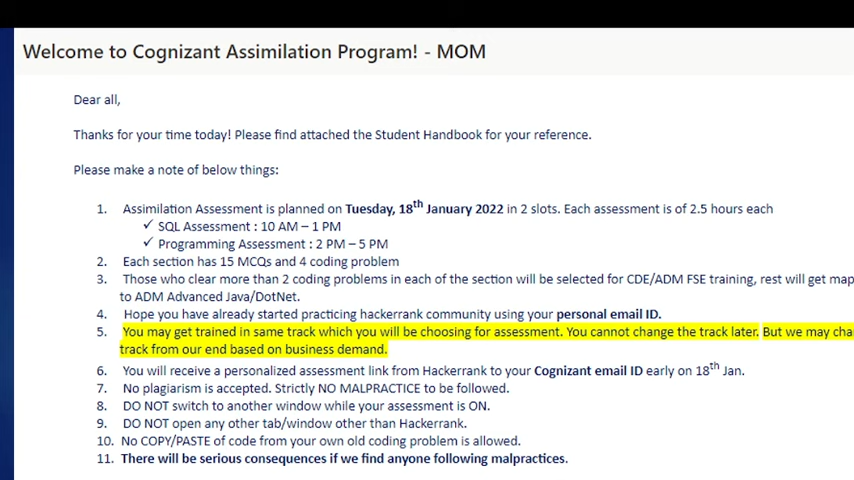 Welcome to Cognizant Assimilation Program! - MOM
Dear all,
Thanks for your time today! Please find attached the Student Handbook for your reference.
Please make a note of below things:
1. Assimilation Assessment is planned on Tuesday, 18th January 2022 in 2 slots. Each assessment is of 2.5 hours each
✓ SQL Assessment : 10 AM – 1 PM
✓ Programming Assessment : 2 PM – 5 PM
2. Each section has 15 MCQs and 4 coding problem
3. Those who clear more than 2 coding problems in each of the section will be selected for CDE/ADM FSE training, rest will get map
to ADM Advanced Java/DotNet.
4. Hope you have already started practicing hackerrank community using your personal email ID.
5. You may get trained in same track which you will be choosing for assessment. You cannot change the track later. But we may cha
track from our end based on business demand.
6. You will receive a personalized assessment link from Hackerrank to your Cognizant email ID early on 18th Jan.
7. No plagiarism is accepted. Strictly NO MALPRACTICE to be followed.
8. DO NOT switch to another window while your assessment is ON.
9. DO NOT open any other tab/window other than Hackerrank.
10. No COPY/PASTE of code from your own old coding problem is allowed.
11. There will be serious consequences if we find anyone following malpractices.